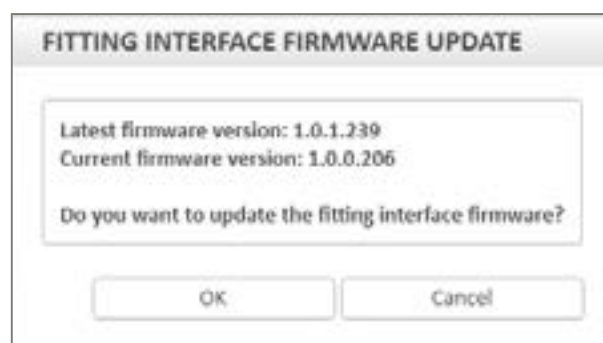 FITTING INTERFACE FIRMWARE UPDATE
Latest firmware version: 1.0.1.239
Current firmware version: 1.0.0.206
Do you want to update the fitting interface firmware?
OK
Cancel